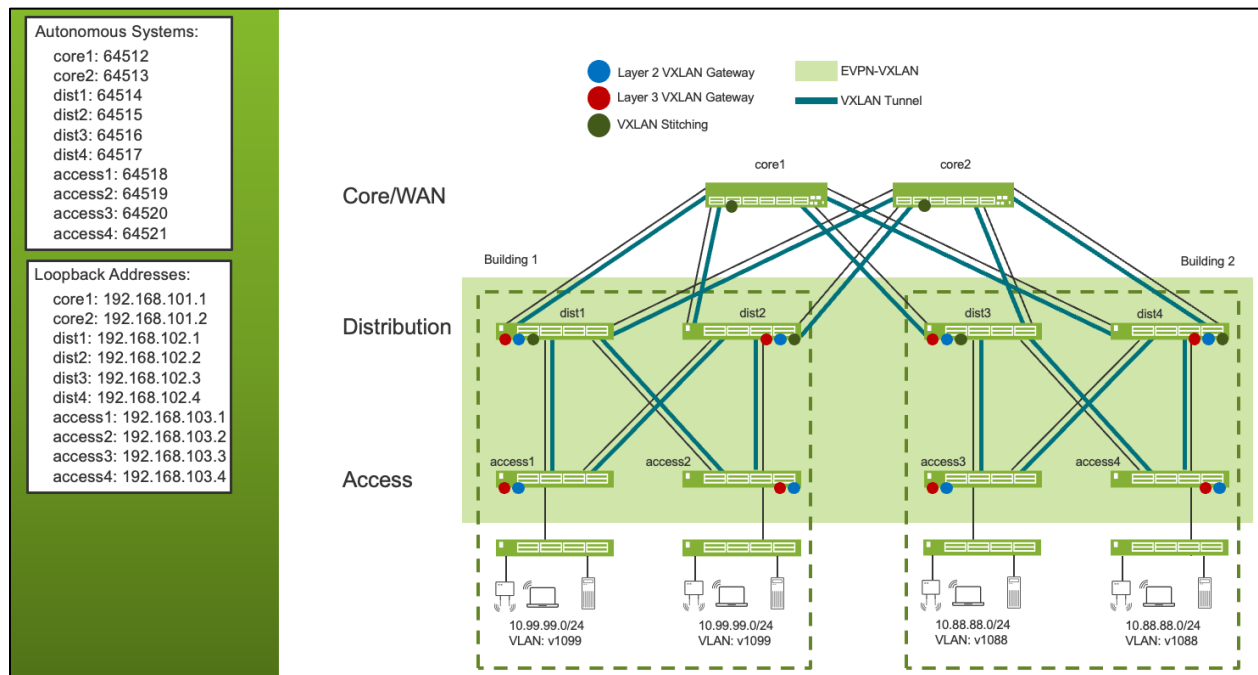 Autonomous Systems:
core1: 64512
core2: 64513
dist1: 64514
dist2: 64515
dist3: 64516
dist4: 64517
access1: 64518
access2: 64519
access3: 64520
access4: 64521
Loopback Addresses:
core1: 192.168.101.1
core2: 192.168.101.2
dist1: 192.168.102.1
dist2: 192.168.102.2
dist3: 192.168.102.3
dist4: 192.168.102.4
access1: 192.168.103.1
access2: 192.168.103.2
access3: 192.168.103.3
access4: 192.168.103.4
Layer 2 VXLAN Gateway
EVPN-VXLAN
Layer 3 VXLAN Gateway
VXLAN Tunnel
VXLAN Stitching
core1
core2
Core/WAN
Building 1
Building 2
Distribution
dist1
dist2
dist3
dist4
Access
access1
access2
access3
access4
10.99.99.0/24
VLAN: v1099
10.99.99.0/24
VLAN: v1099
10.88.88.0/24
VLAN: v1088
10.88.88.0/24
VLAN: v1088